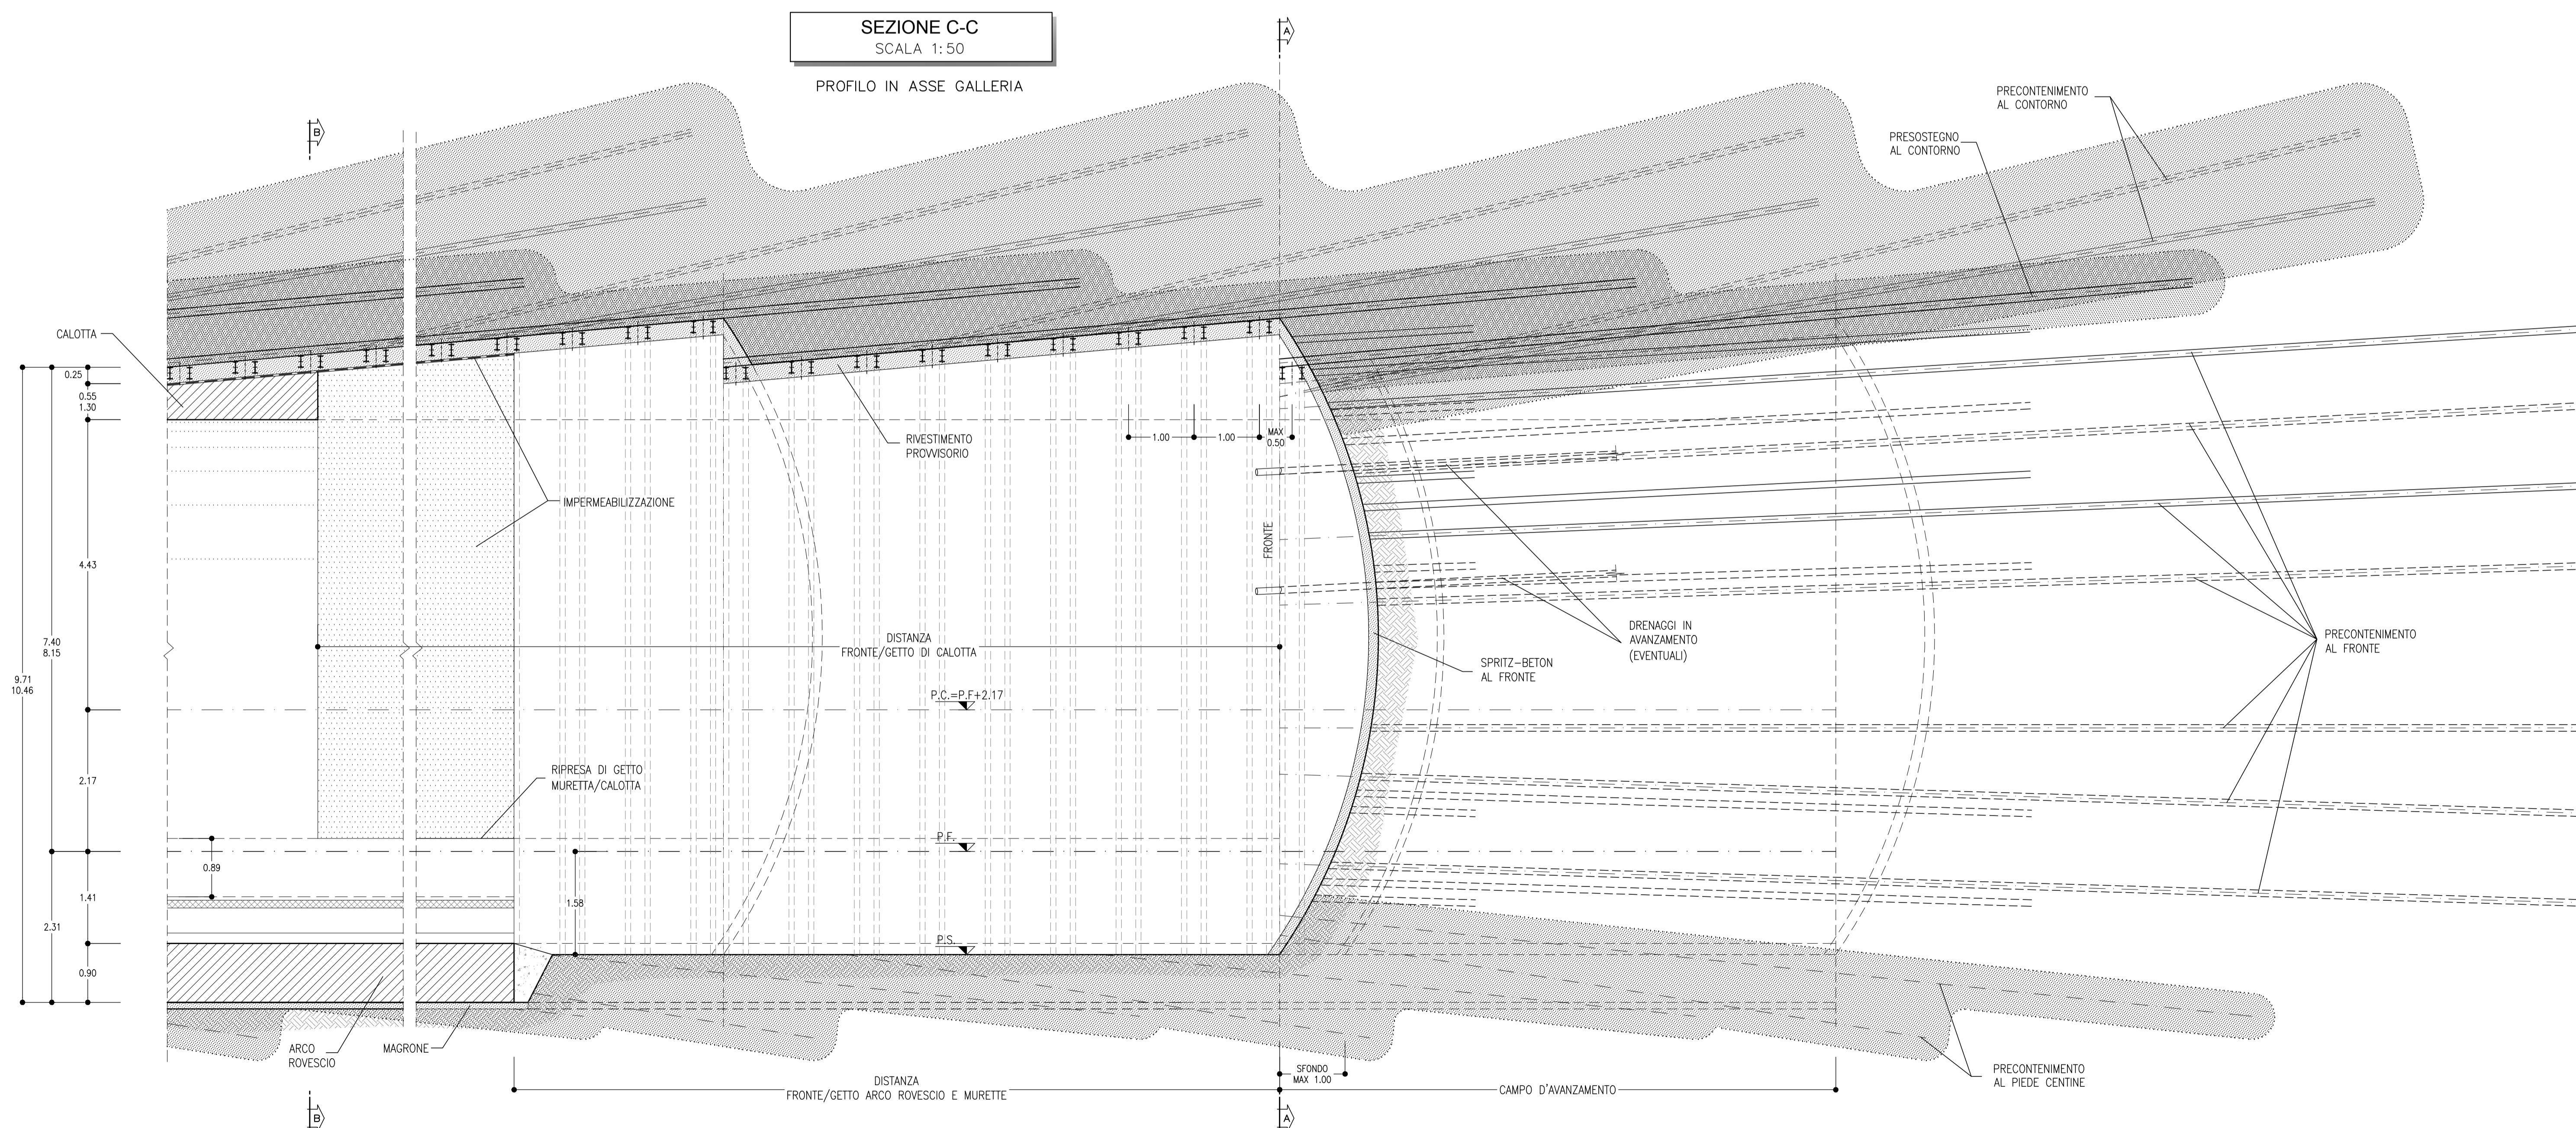 SEZIONE C-C
SCALA 1:50
PROFILO IN ASSE GALLERIA
A
B
PRECONTENIMENTO
AL CONTORNO
PRESOSTEGNO
AL CONTORNO
CALOTTA
0.25
0.55
1.30
RIVESTIMENTO
PROVVISORIO
1.00
1.00
MAX
0.50
IMPERMEABILIZZAZIONE
FRONTE
4.43
7.40
8.15
9.71
10.46
DISTANZA
FRONTE/GETTO DI CALOTTA
DRENAGGI IN
AVANZAMENTO
(EVENTUALI)
SPRITZ-BETON
AL FRONTE
PRECONTENIMENTO
AL FRONTE
P.C.=P.F+2.17
2.17
RIPRESA DI GETTO
MURETTA/CALOTTA
P.F.
0.89
1.41
1.58
2.31
P.S.
0.90
ARCO
ROVESCIO
MAGRONE
DISTANZA
FRONTE/GETTO ARCO ROVESCIO E MURETTE
SFONDO
MAX 1.00
CAMPO D'AVANZAMENTO
PRECONTENIMENTO
AL PIEDE CENTINE
B
A